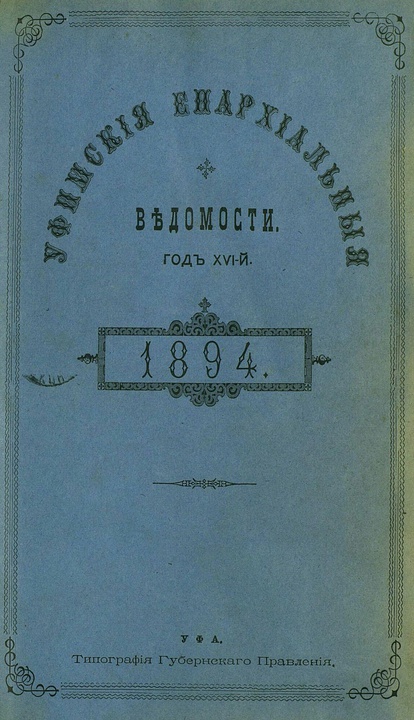 УФИМСКІЯ ЕПАРХІАЛЬНЫЯ
ВѢДОМОСТИ.
ГОДЪ XVI-Й.
1894.
УФА.
Типографія Губернскаго Правленія.